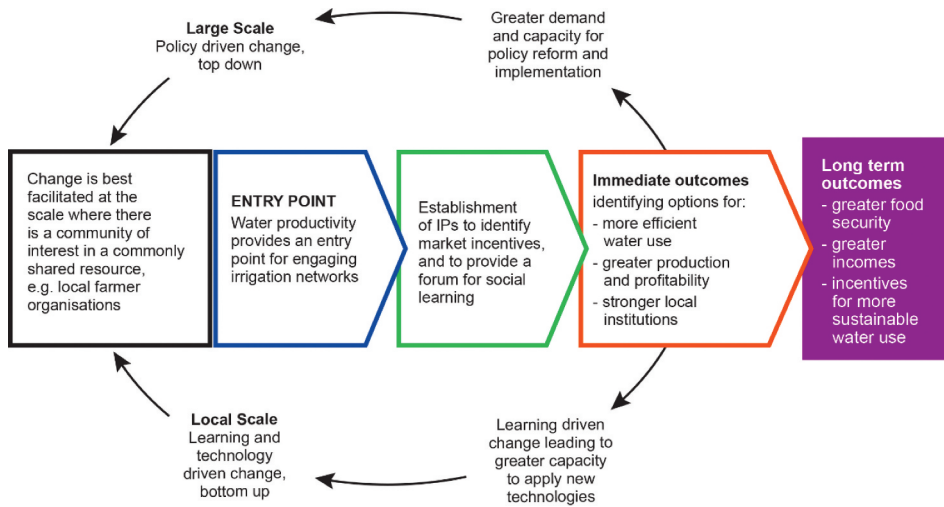 Large Scale
Policy driven change,
top down
Greater demand
and capacity for
policy reform and
implementation
Change is best
facilitated at the
scale where there
is a community of
interest in a commonly
shared resource,
e.g. local farmer
organisations
ENTRY POINT
Water productivity
provides an entry
point for engaging
irrigation networks
Establishment
of IPs to identify
market incentives,
and to provide a
forum for social
learning
Immediate outcomes
identifying options for:
- more efficient
water use
- greater production
and profitability
- stronger local
institutions
Long term
outcomes
- greater food
security
- greater
incomes
- incentives
for more
sustainable
water use
Local Scale
Learning and
technology
driven change,
bottom up
Learning driven
change leading to
greater capacity
to apply new
technologies